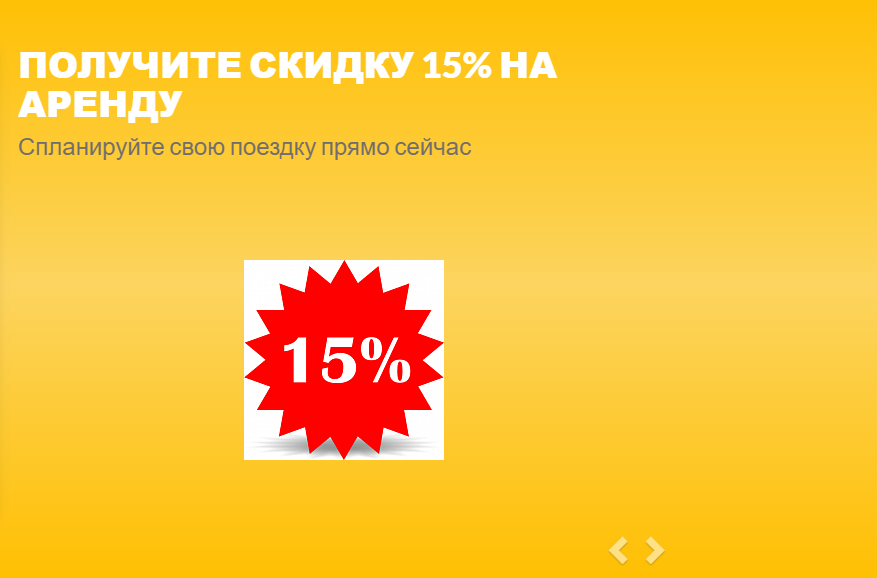 ПОЛУЧИТЕ СКИДКУ 15% НА
АРЕНДУ
Спланируйте свою поездку прямо сейчас
15%